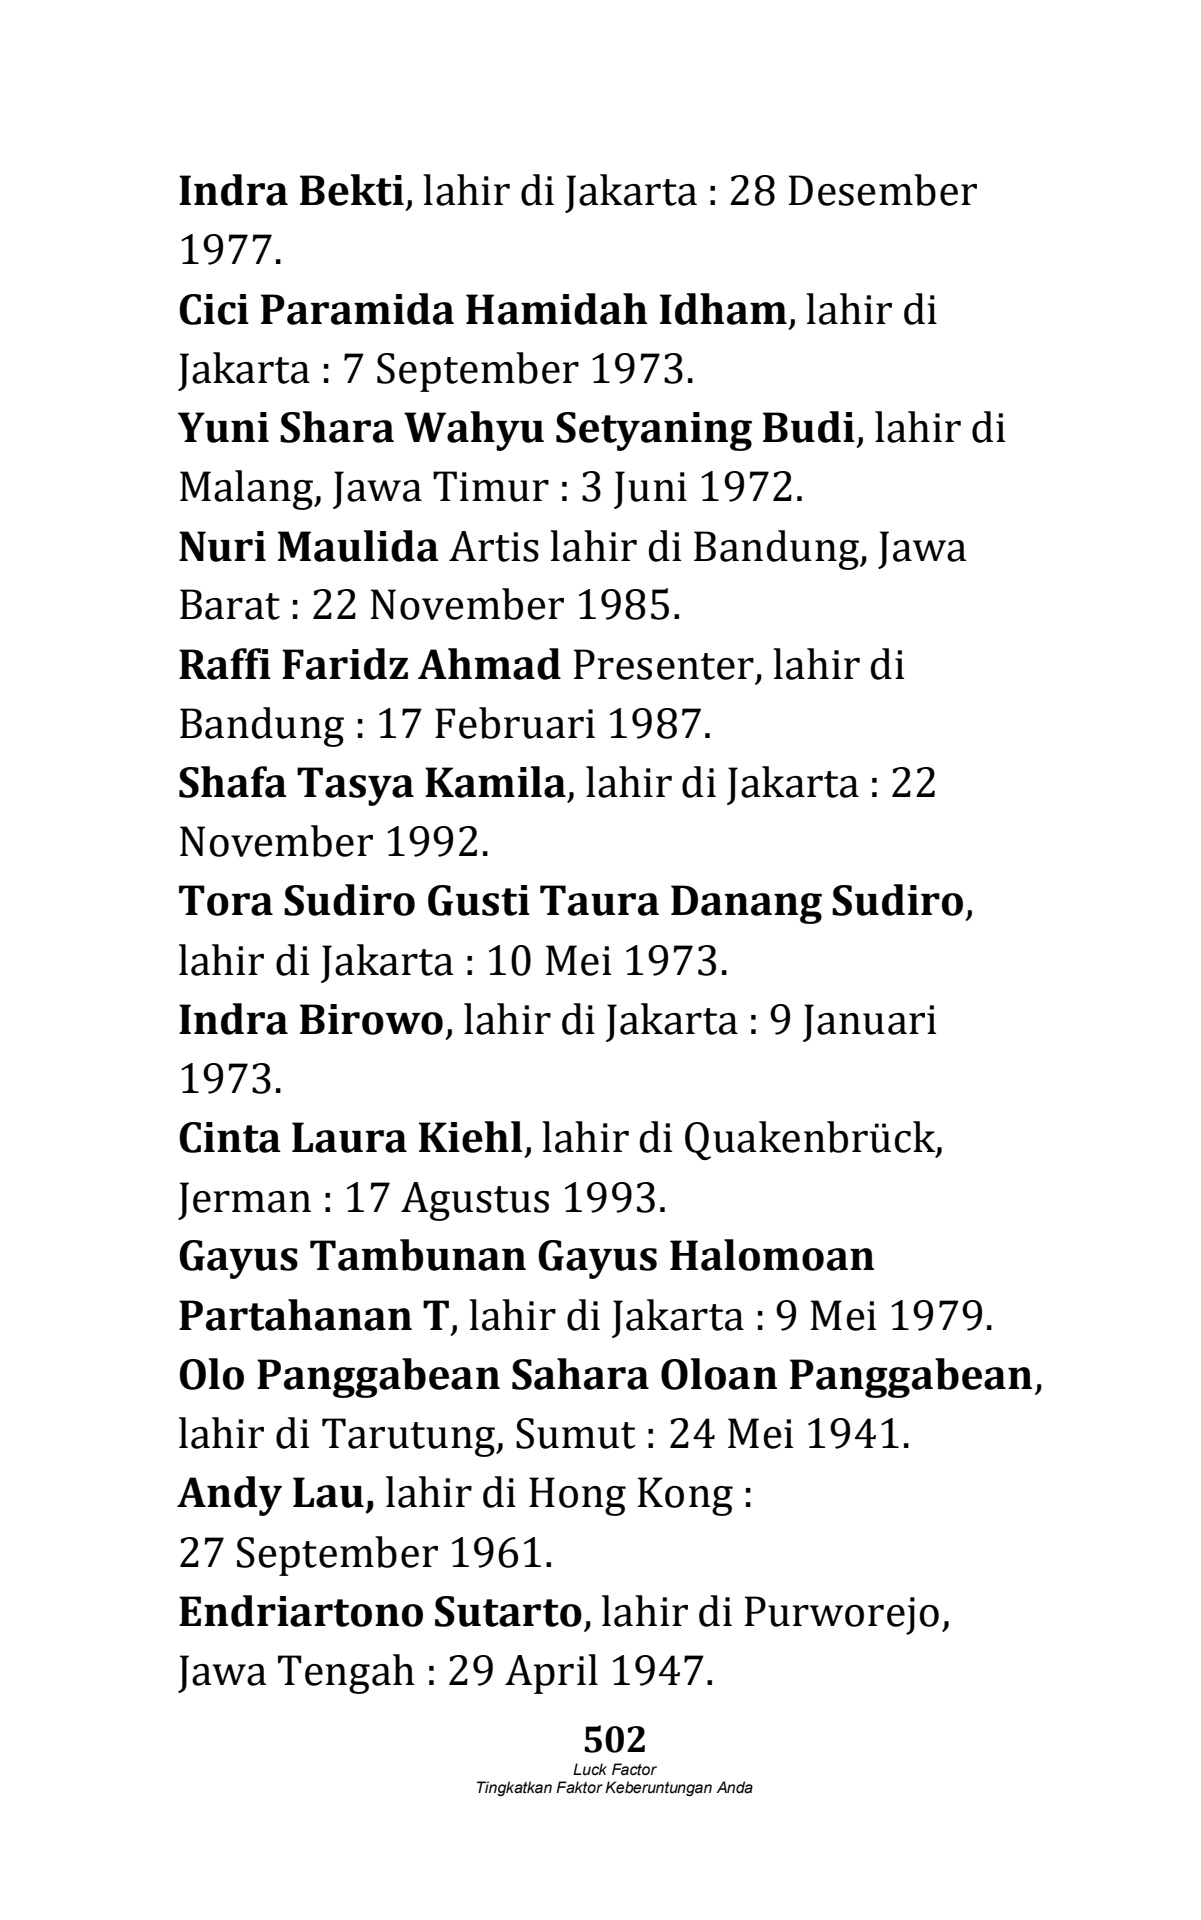 Indra Bekti, lahir di Jakarta : 28 Desember
1977.
Cici Paramida Hamidah Idham, lahir di
Jakarta : 7 September 1973.
Yuni Shara Wahyu Setyaning Budi, lahir di
Malang, Jawa Timur : 3 Juni 1972.
Nuri Maulida Artis lahir di Bandung, Jawa
Barat : 22 November 1985.
Raffi Faridz Ahmad Presenter, lahir di
Bandung : 17 Februari 1987.
Shafa Tasya Kamila, lahir di Jakarta : 22
November 1992.
Tora Sudiro Gusti Taura Danang Sudiro,
lahir di Jakarta : 10 Mei 1973.
Indra Birowo, lahir di Jakarta : 9 Januari
1973.
Cinta Laura Kiehl, lahir di Quakenbrück,
Jerman : 17 Agustus 1993.
Gayus Tambunan Gayus Halomoan
Partahanan T, lahir di Jakarta : 9 Mei 1979.
Olo Panggabean Sahara Oloan Panggabean,
lahir di Tarutung, Sumut : 24 Mei 1941.
Andy Lau, lahir di Hong Kong :
27 September 1961.
Endriartono Sutarto, lahir di Purworejo,
Jawa Tengah : 29 April 1947.
502
Luck Factor
Tingkatkan Faktor Keberuntungan Anda